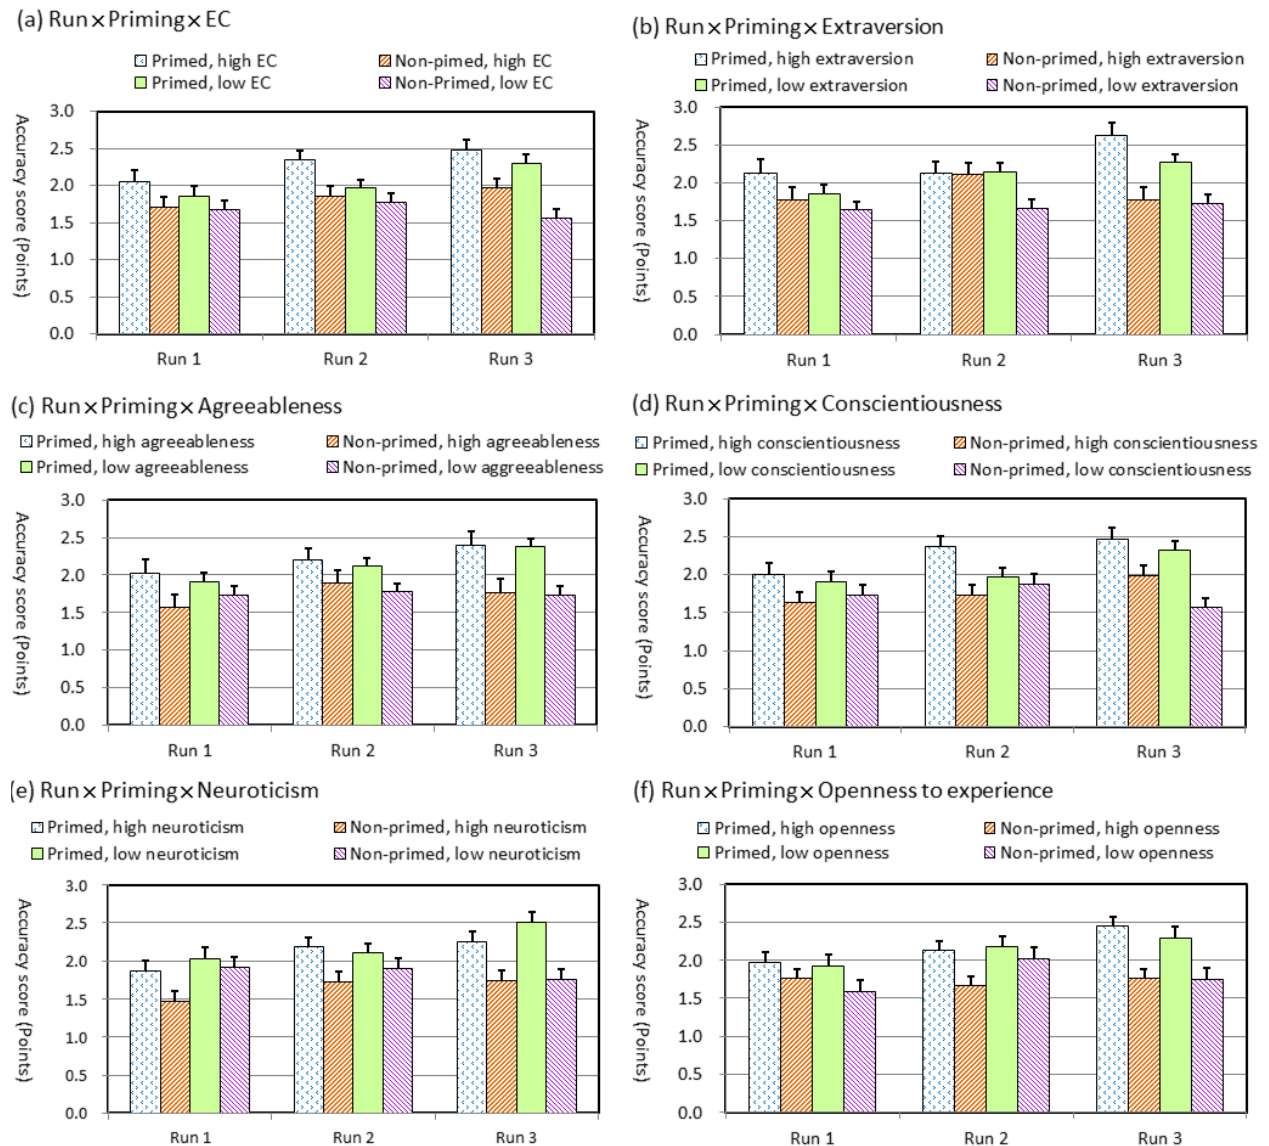 (a) Run × Priming × EC
Primed, high EC
Non-pimed, high EC
Primed, low EC
Non-Primed, low EC
Accuracy score (Points)
3.0
2.5
2.0
1.5
1.0
0.5
0.0
Run 1
Run 2
Run 3
(b) Run × Priming × Extraversion
Primed, high extraversion
Non-primed, high extraversion
Primed, low extraversion
Non-primed, low extraversion
Accuracy score (Points)
3.0
2.5
2.0
1.5
1.0
0.5
0.0
Run 1
Run 2
Run 3
(c) Run × Priming × Agreeableness
Primed, high agreeableness
Non-primed, high agreeableness
Primed, low agreeableness
Non-primed, low aggreeableness
Accuracy score (Points)
3.0
2.5
2.0
1.5
1.0
0.5
0.0
Run 1
Run 2
Run 3
(d) Run × Priming × Conscientiousness
Primed, high conscientiousness
Non-primed, high conscientiousness
Primed, low conscientiousness
Non-primed, low conscientiousness
Accuracy score (Points)
3.0
2.5
2.0
1.5
1.0
0.5
0.0
Run 1
Run 2
Run 3
(e) Run × Priming × Neuroticism
Primed, high neuroticism
Non-primed, high neuroticism
Primed, low neuroticism
Non-primed, low neuroticism
Accuracy score (Points)
3.0
2.5
2.0
1.5
1.0
0.5
0.0
Run 1
Run 2
Run 3
(f) Run × Priming × Openness to experience
Primed, high openness
Non-primed, high openness
Primed, low openness
Non-primed, low openness
Accuracy score (Points)
3.0
2.5
2.0
1.5
1.0
0.5
0.0
Run 1
Run 2
Run 3